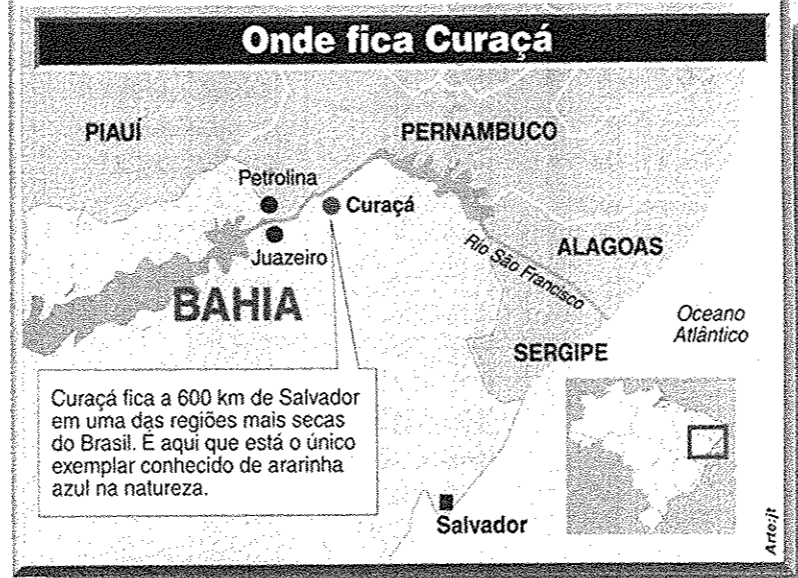 Onde fica Curaçá
PIAUÍ
PERNAMBUCO
Petrolina
Curaçá
Juazeiro
Rio São Francisco
ALAGOAS
BAHIA
Oceano
Atlântico
SERGIPE
Curaçá fica a 600 km de Salvador
em uma das regiões mais secas
do Brasil. É aqui que está o único
exemplar conhecido de ararinha
azul na natureza.
Salvador
Arte:jt